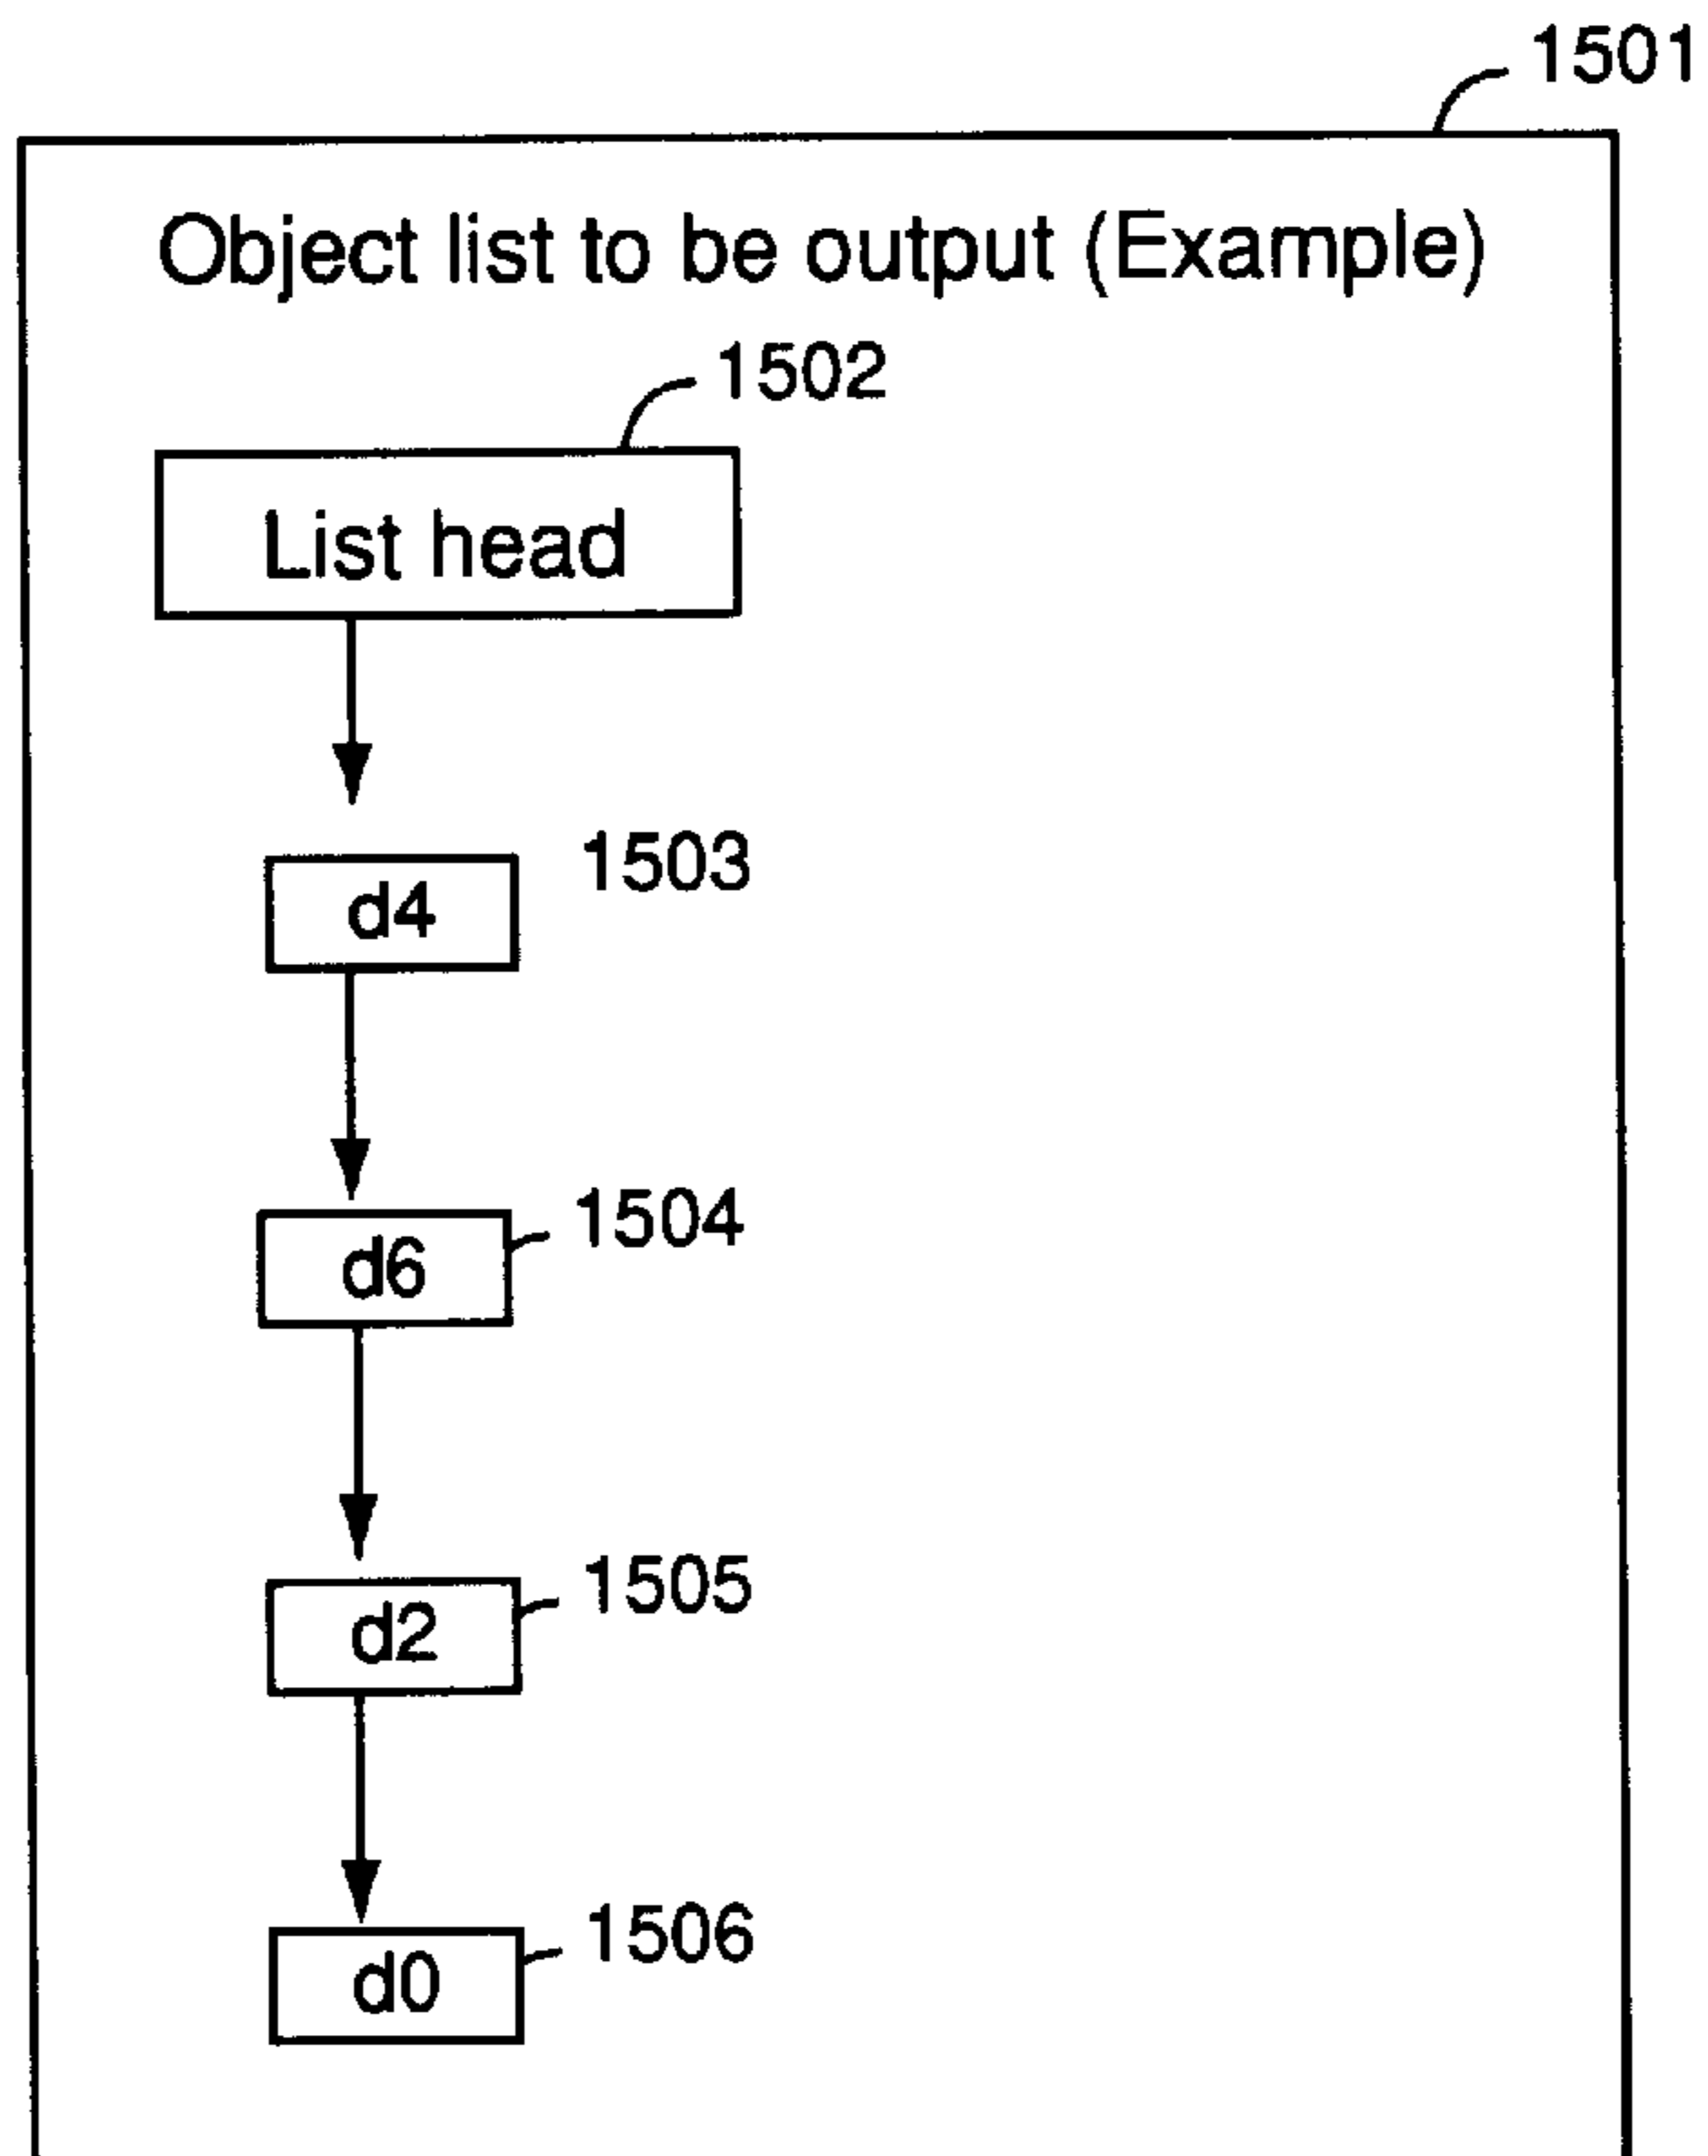 1501
Object list to be output (Example)
1502
List head
1503
d4
1504
d6
1505
d2
1506
d0